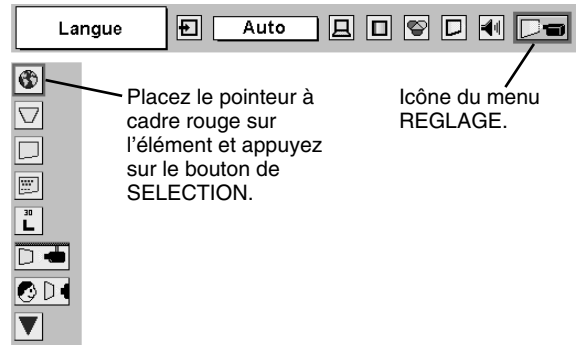 Langue
Auto
Placez le pointeur à
cadre rouge sur
l'élément et appuyez
sur le bouton de
SELECTION.
Icône du menu
REGLAGE.
30
L